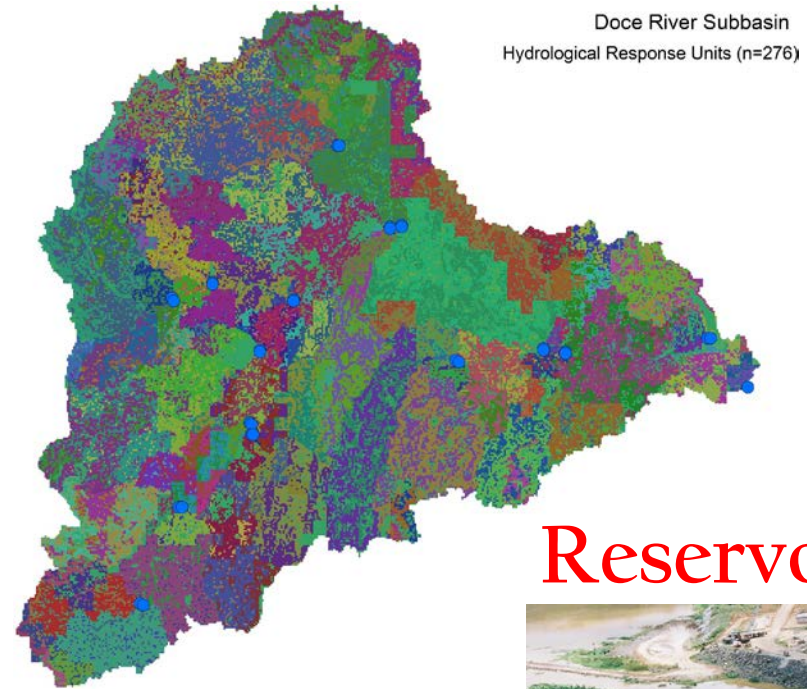 Doce River Subbasin
Hydrological Response Units (n=276)